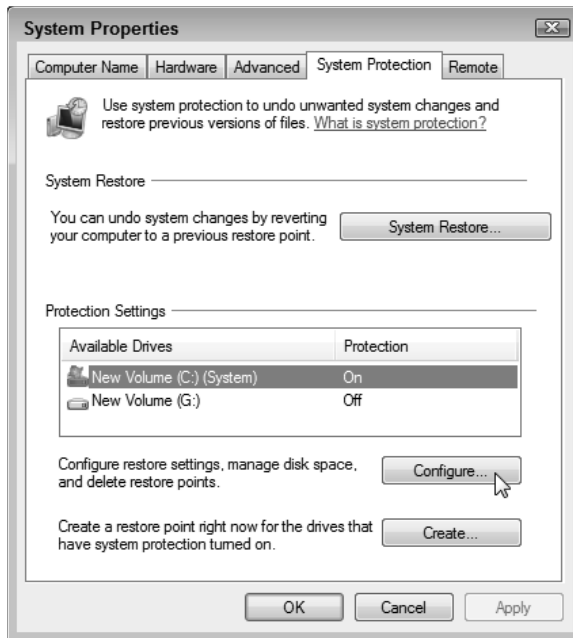 System Properties
Computer Name Hardware Advanced System Protection Remote
Use system protection to undo unwanted system changes and
restore previous versions of files. What is system protection?
System Restore
You can undo system changes by reverting
your computer to a previous restore point.
System Restore...
Protection Settings
Available Drives Protection
New Volume (C:) (System) On
New Volume (G:) Off
Configure restore settings, manage disk space,
and delete restore points.
Configure...
Create a restore point right now for the drives that
have system protection turned on.
Create...
OK Cancel Apply